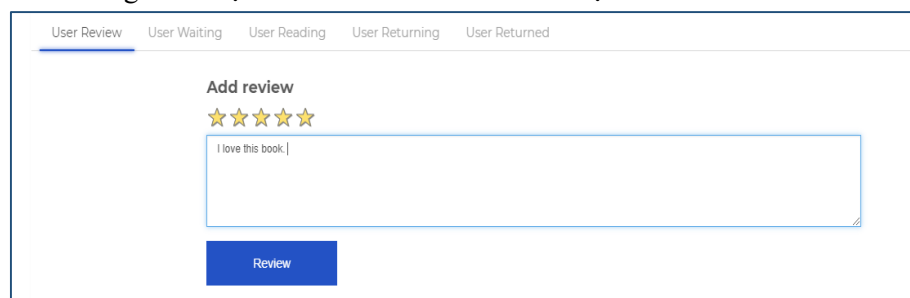 User Review User Waiting User Reading User Returning User Returned
Add review
I love this book.
Review